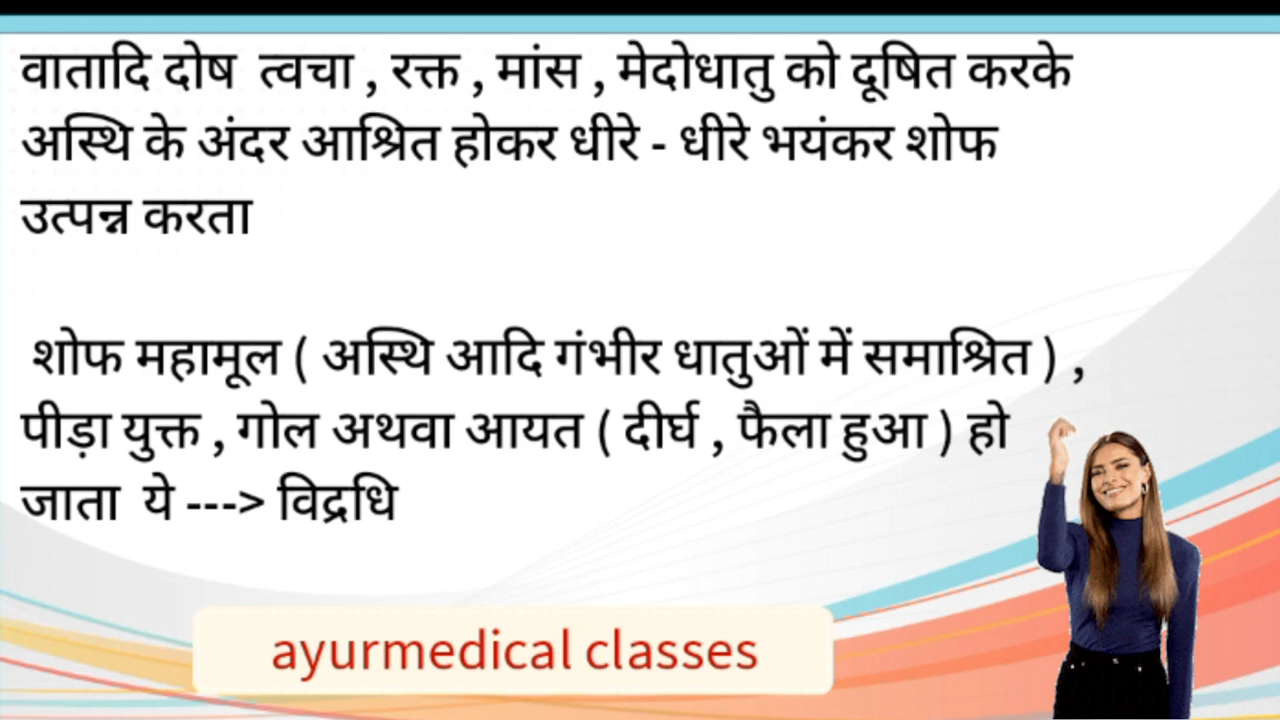 वातादि दोष त्वचा , रक्त , मांस , मेदोधातु को दूषित करके
अस्थि के अंदर आश्रित होकर धीरे - धीरे भयंकर शोफ
उत्पन्न करता
शोफ महामूल ( अस्थि आदि गंभीर धातुओं में समाश्रित ) ,
पीड़ा युक्त , गोल अथवा आयत ( दीर्घ , फैला हुआ ) हो
जाता ये ---> विद्रधि
ayurmedical classes